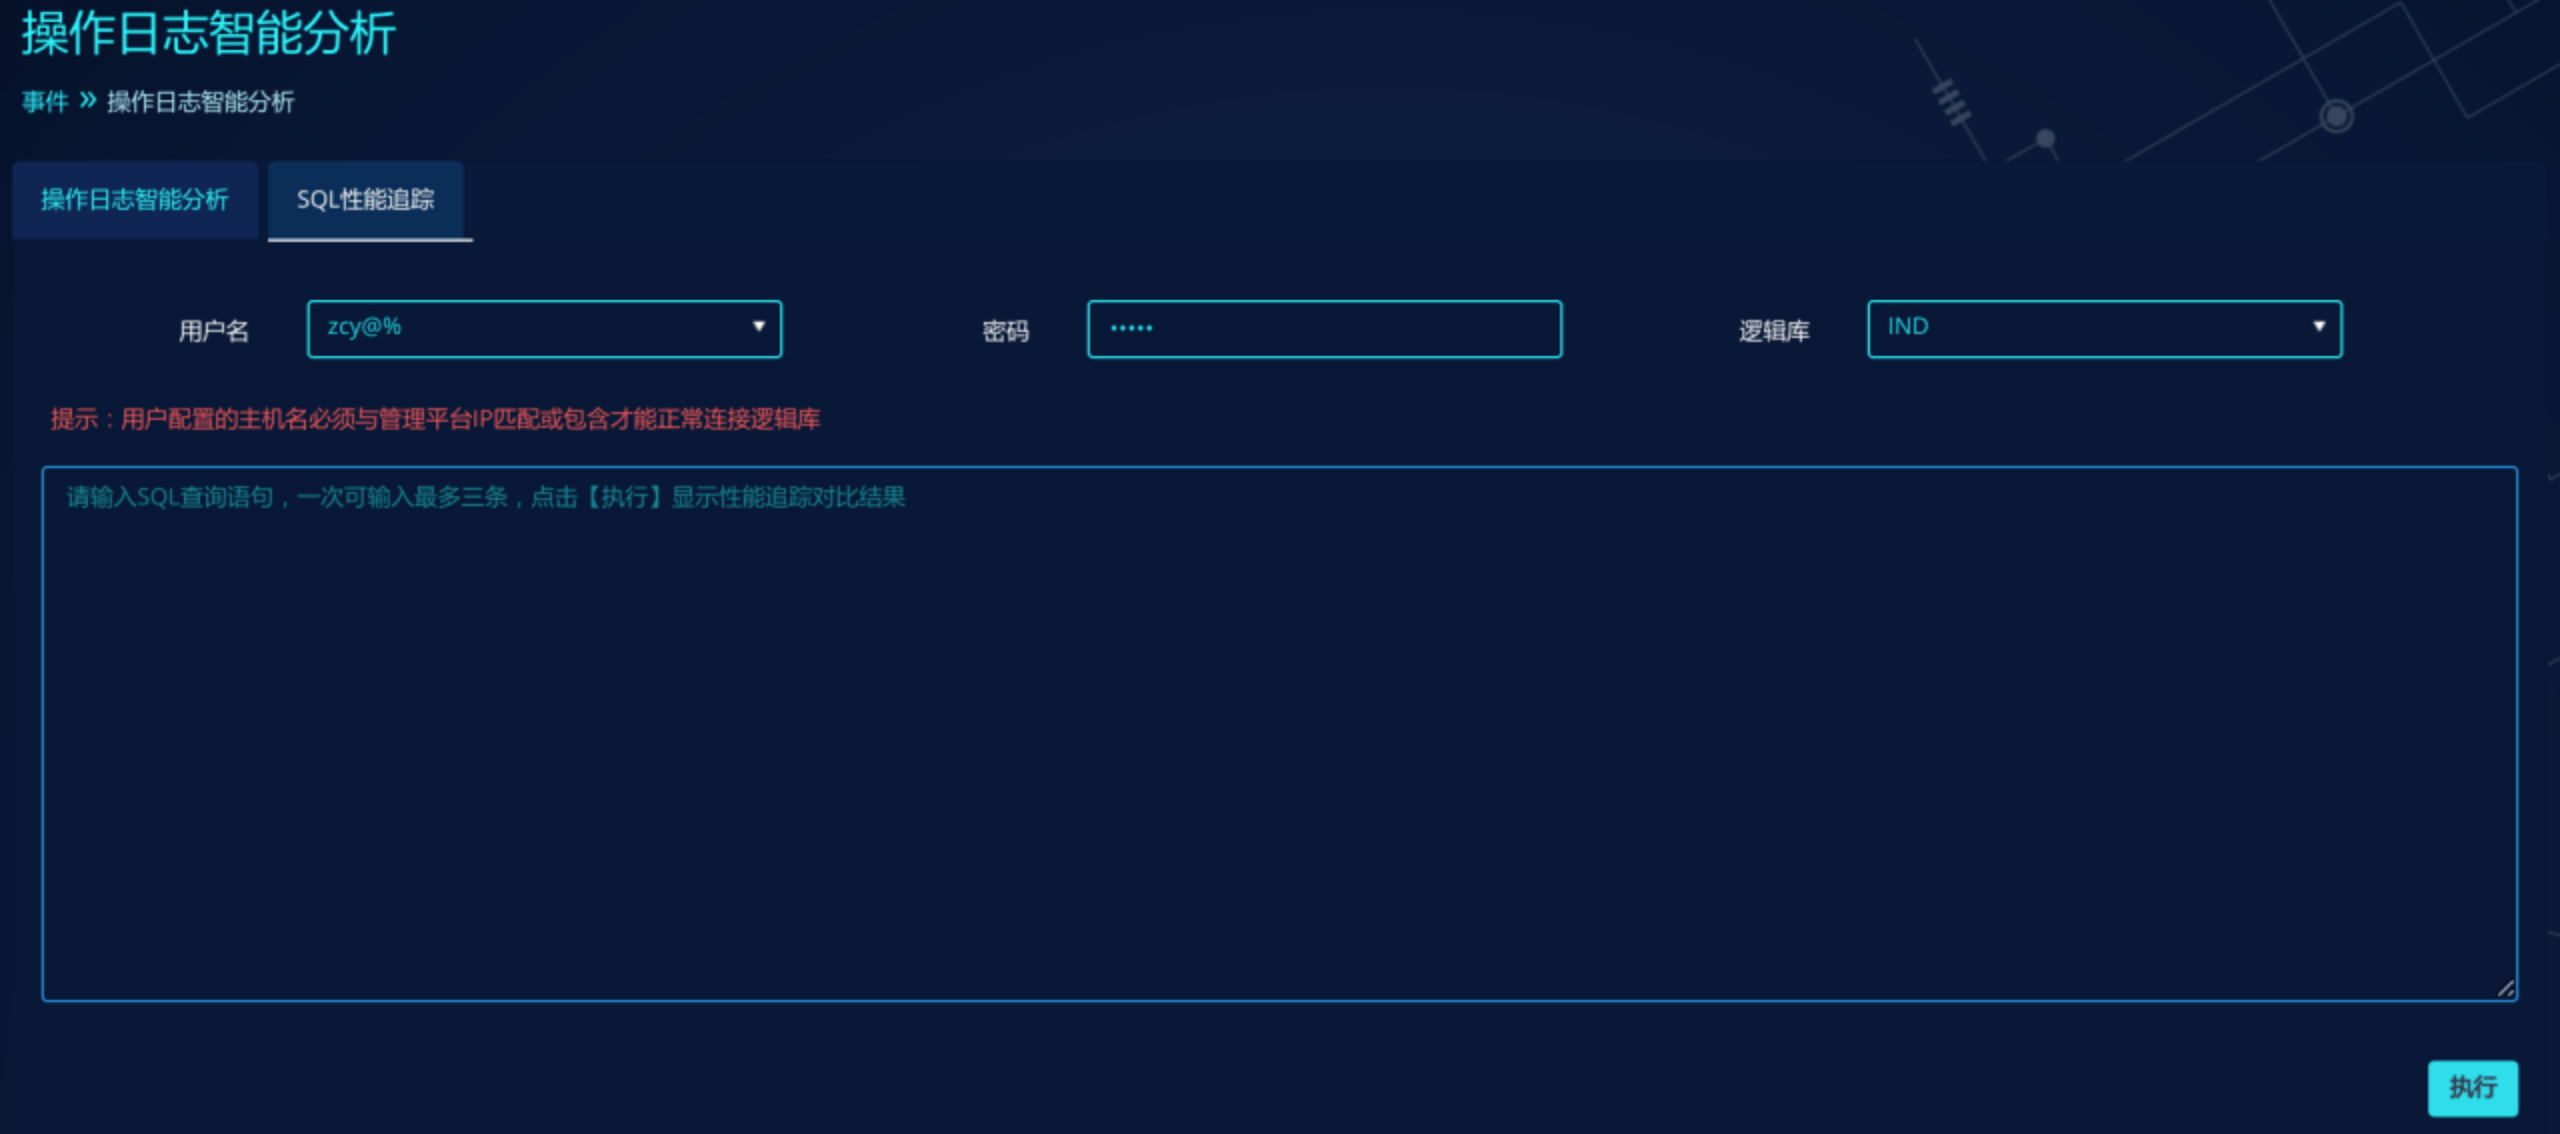 操作日志智能分析
事件 » 操作日志智能分析
操作日志智能分析 SQL性能追踪
用户名 zcy@% 密码 ••••• 逻辑库 IND
提示：用户配置的主机名必须与管理平台IP匹配或包含才能正常连接逻辑库
请输入SQL查询语句，一次可输入最多三条，点击【执行】显示性能追踪对比结果
执行